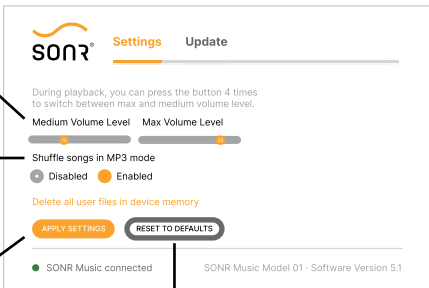 SONR®
Settings Update
During playback, you can press the button 4 times
to switch between max and medium volume level.
Medium Volume Level Max Volume Level
Shuffle songs in MP3 mode
Disabled Enabled
Delete all user files in device memory
APPLY SETTINGS RESET TO DEFAULTS
SONR Music connected SONR Music Model 01 · Software Version 5.1